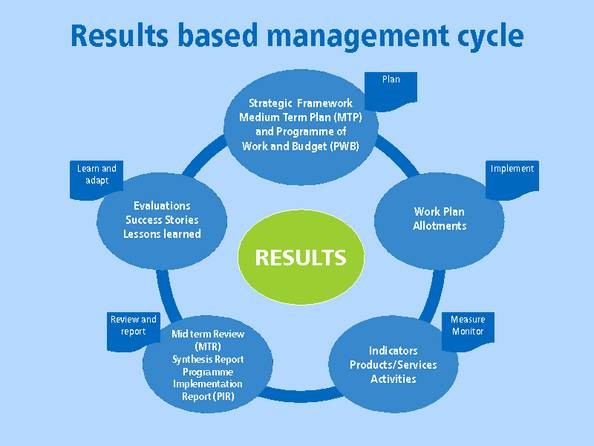 Results based management cycle
Plan
Strategic Framework
Medium Term Plan (MTP)
and Programme of
Work and Budget (PWB)
Learn and
adapt
Implement
Evaluations
Success Stories
Lessons learned
Work Plan
Allotments
RESULTS
Review and
report
Measure
Monitor
Mid term Review
(MTR)
Synthesis Report
Programme
Implementation
Report (PIR)
Indicators
Products/Services
Activities